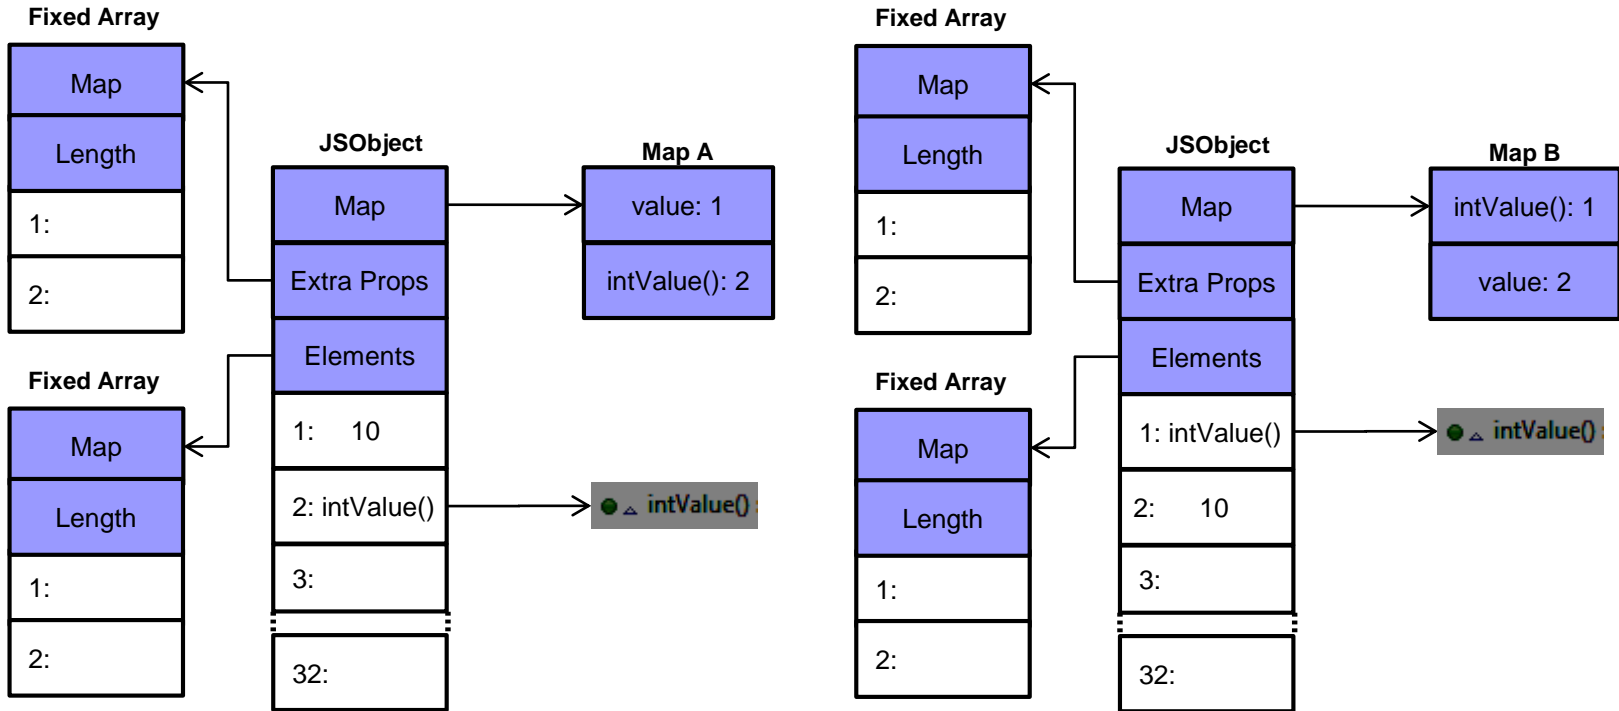 Fixed Array
Map
Length
1:
2:
Fixed Array
Map
Length
1:
2:
JSObject
Map
Extra Props
Elements
1: 10
2: intValue()
3:
32:
Map A
value: 1
intValue(): 2
intValue() :
Fixed Array
Map
Length
1:
2:
Fixed Array
Map
Length
1:
2:
JSObject
Map
Extra Props
Elements
1: intValue()
2: 10
3:
32:
Map B
intValue(): 1
value: 2
intValue() :